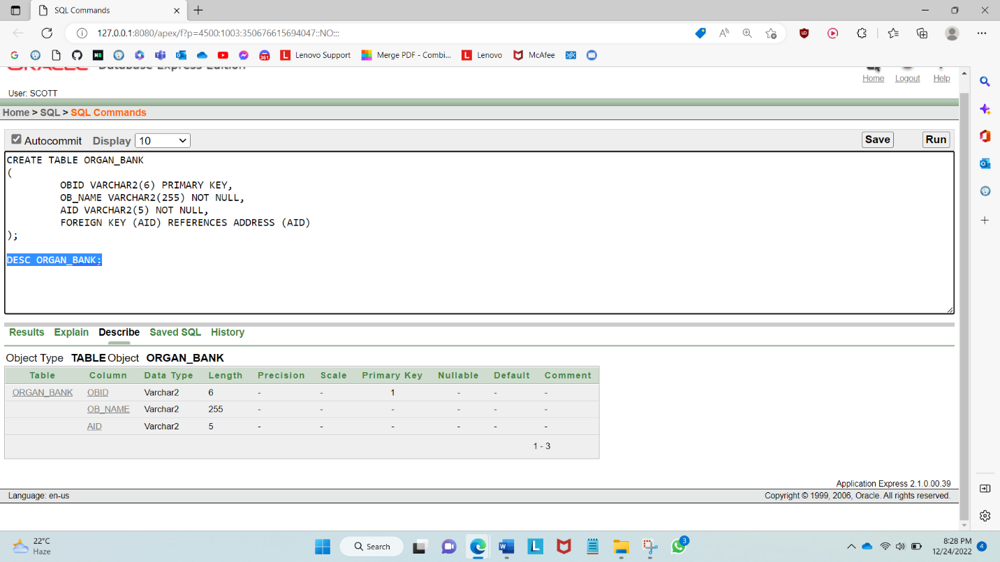 SQL Commands
127.0.0.1:8080/apex/f?p=4500:1003:350676615694047::NO:::
Lenovo Support
Merge PDF - Combi...
Lenovo
McAfee
ORACLE Database Express Edition
Home Logout Help
User: SCOTT
Home > SQL > SQL Commands
Autocommit Display 10 Save Run
CREATE TABLE ORGAN_BANK
(
OBID VARCHAR2(6) PRIMARY KEY,
OB_NAME VARCHAR2(255) NOT NULL,
AID VARCHAR2(5) NOT NULL,
FOREIGN KEY (AID) REFERENCES ADDRESS (AID)
);
DESC ORGAN_BANK;
Results Explain Describe Saved SQL History
Object Type TABLE Object ORGAN_BANK
Table Column Data Type Length Precision Scale Primary Key Nullable Default Comment
ORGAN_BANK OBID Varchar2 6 - - 1 - - -
OB_NAME Varchar2 255 - - - - - -
AID Varchar2 5 - - - - - -
1 - 3
Application Express 2.1.0.00.39
Language: en-us Copyright © 1999, 2006, Oracle. All rights reserved.
22°C
Haze
Search
3
8:28 PM
12/24/2022
4